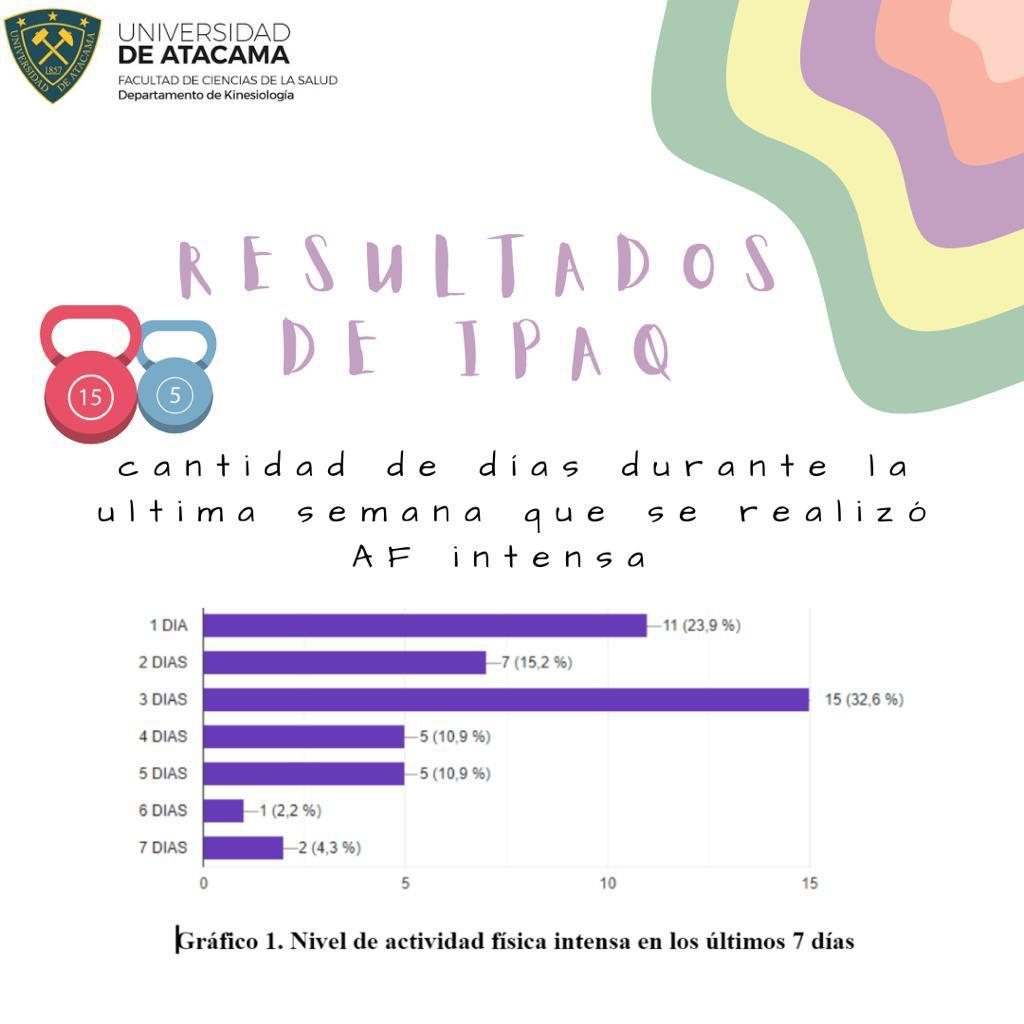 UNIVERSIDAD
DE ATACAMA
FACULTAD DE CIENCIAS DE LA SALUD
Departamento de Kinesiología
UNIVERSIDAD DE ATACAMA
1857
RESULTADOS
DE IPAQ
15
5
cantidad de días durante la
ultima semana que se realizó
AF intensa
1 DIA 11 (23,9 %)
2 DIAS 7 (15,2 %)
3 DIAS 15 (32,6 %)
4 DIAS 5 (10,9 %)
5 DIAS 5 (10,9 %)
6 DIAS 1 (2,2 %)
7 DIAS 2 (4,3 %)
0 5 10 15
Gráfico 1. Nivel de actividad física intensa en los últimos 7 días